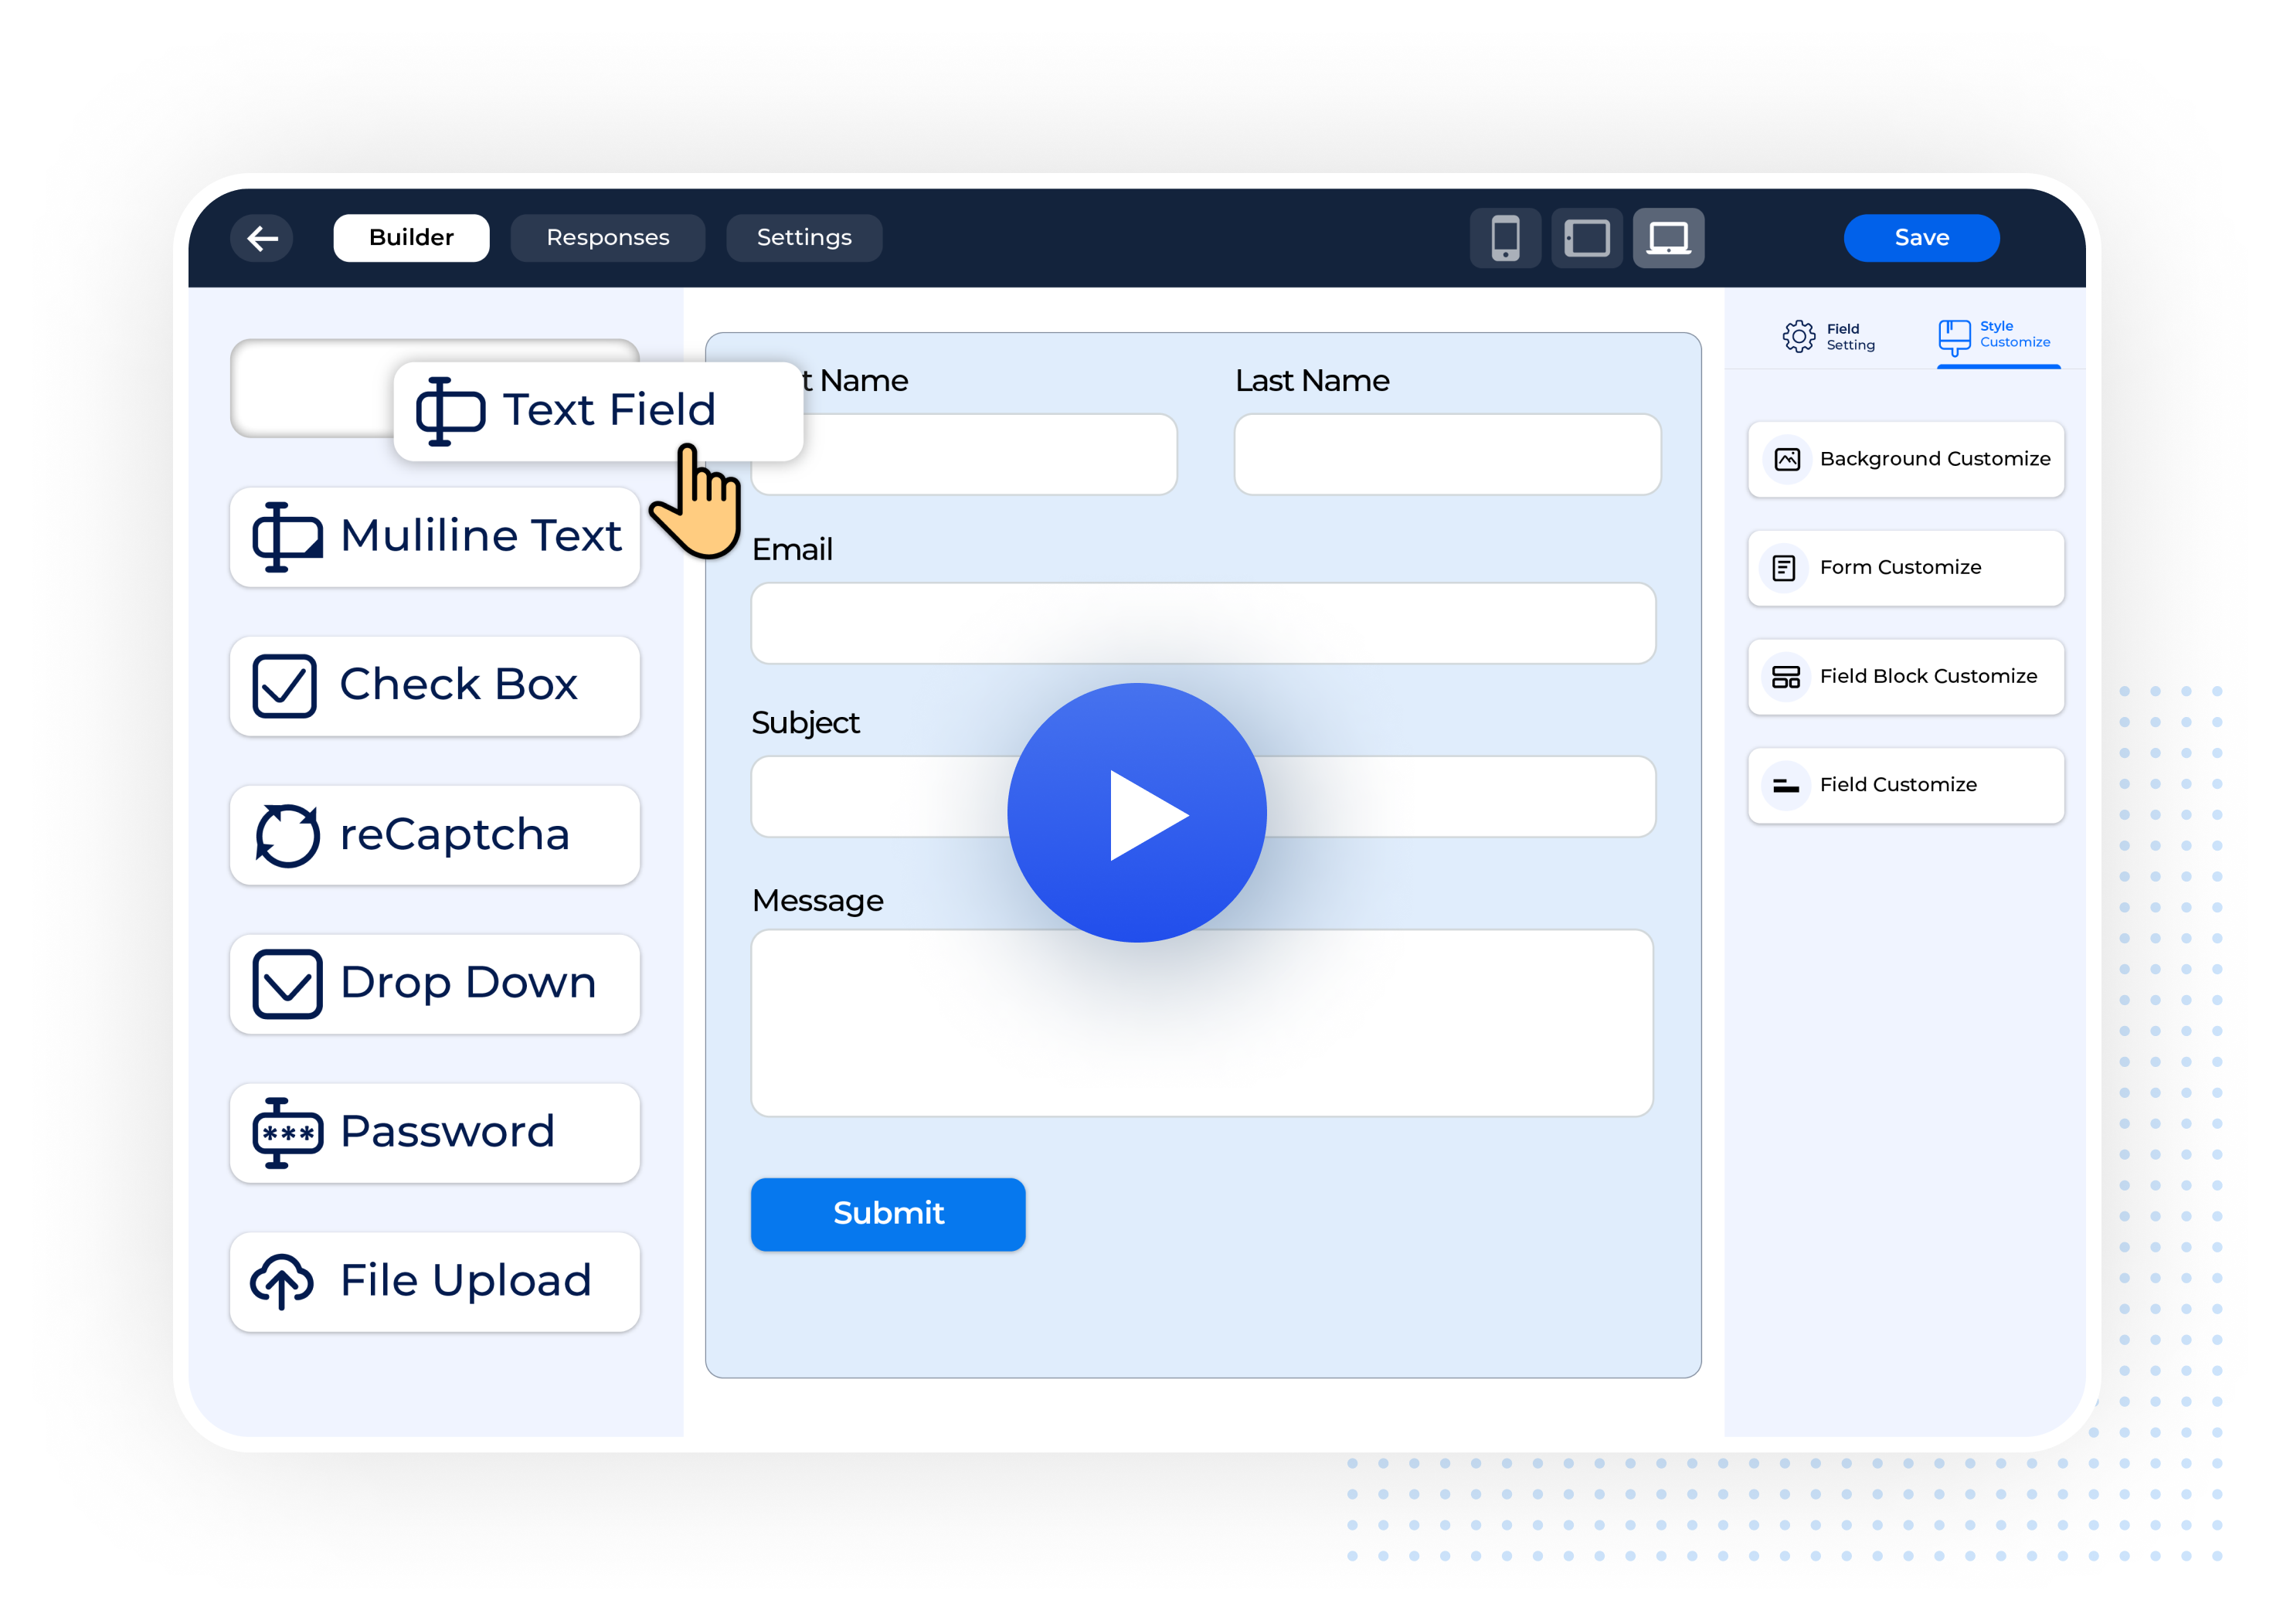 Builder
Responses
Settings
Save
Text Field
Muliline Text
Check Box
reCaptcha
Drop Down
***
Password
File Upload
t Name
Last Name
Email
Subject
Message
Submit
Field
Setting
Style
Customize
Background Customize
Form Customize
Field Block Customize
Field Customize